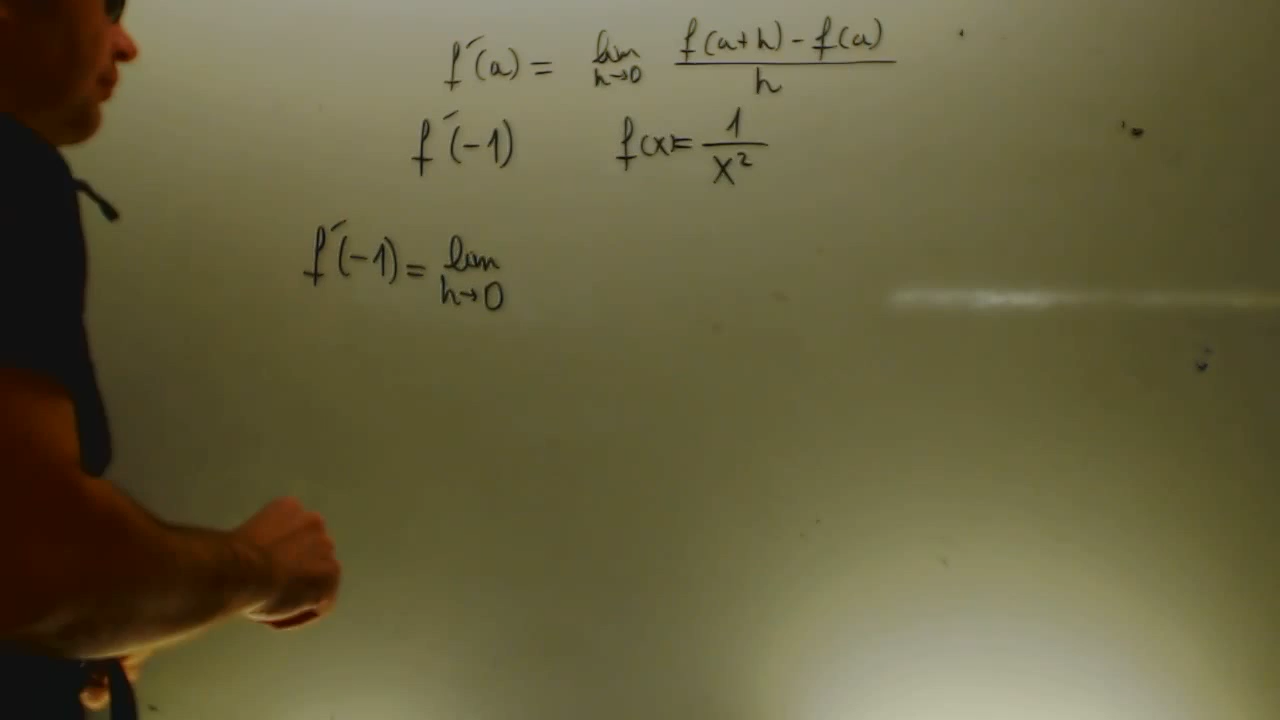 f´(a) = lim h→0 f(a+h) - f(a) / h
f´(-1) f(x)= 1 / x²
f´(-1) = lim h→0